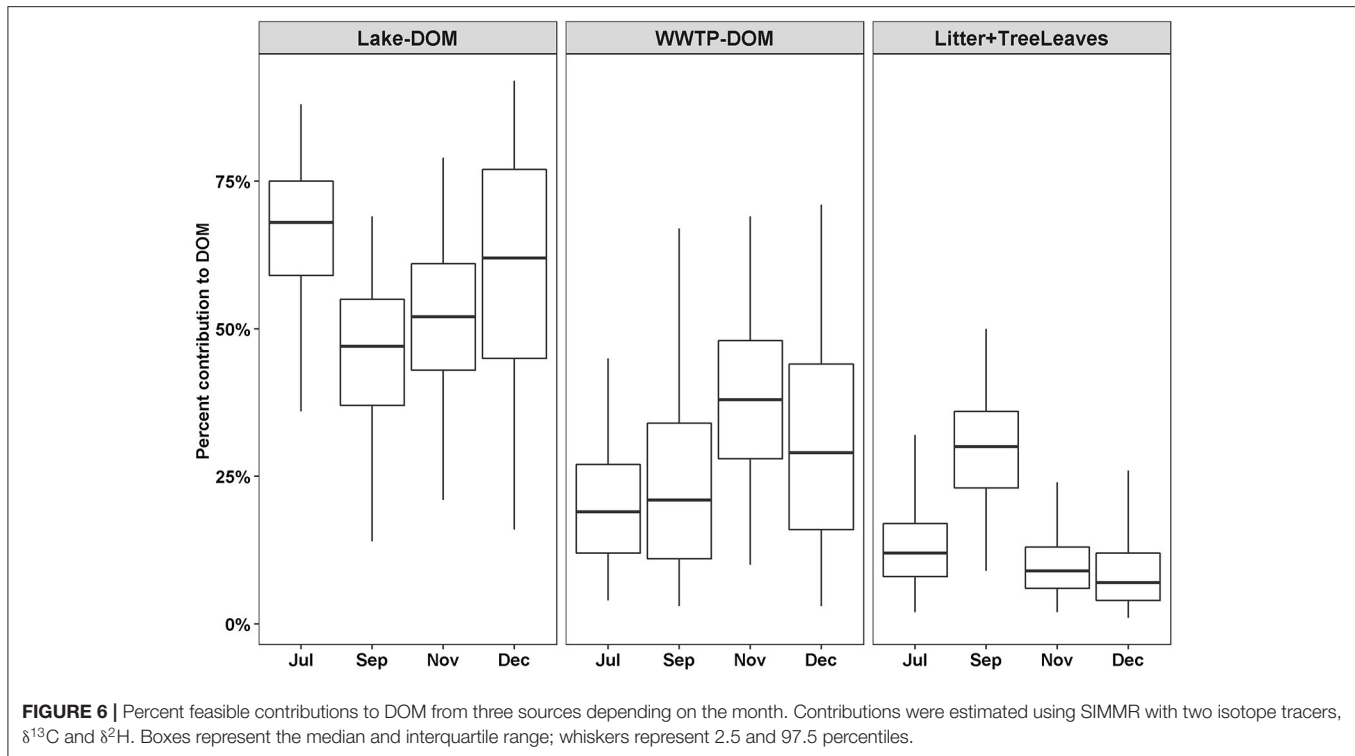 Lake-DOM
WWTP-DOM
Litter+TreeLeaves
Percent contribution to DOM
75%
50%
25%
0%
Jul Sep Nov Dec
Jul Sep Nov Dec
Jul Sep Nov Dec
FIGURE 6 | Percent feasible contributions to DOM from three sources depending on the month. Contributions were estimated using SIMMR with two isotope tracers,
δ¹³C and δ²H. Boxes represent the median and interquartile range; whiskers represent 2.5 and 97.5 percentiles.